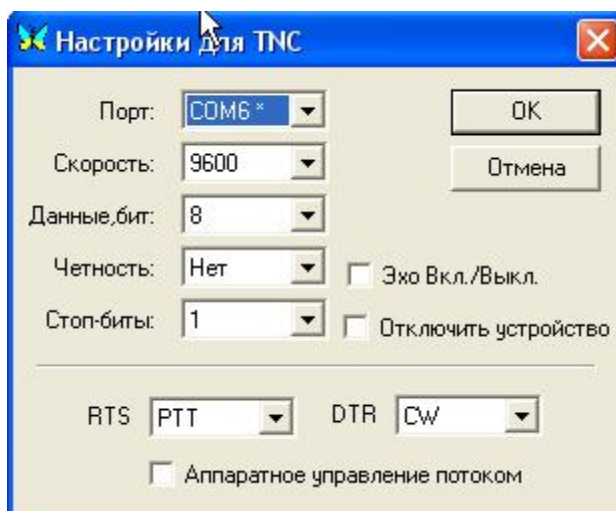 Настройки для TNC
Порт: COM6 * OK
Скорость: 9600 Отмена
Данные,бит: 8
Четность: Нет Эхо Вкл./Выкл.
Стоп-биты: 1 Отключить устройство
RTS PTT DTR CW
Аппаратное управление потоком